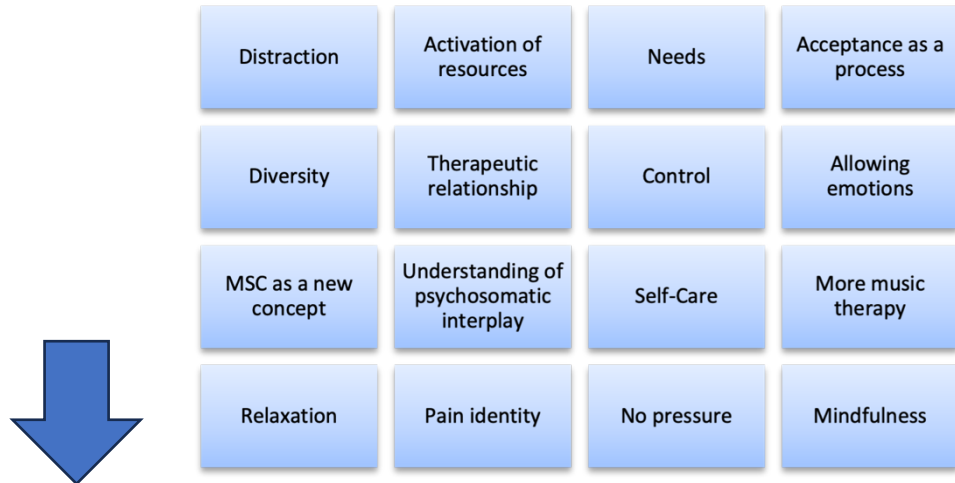 Distraction
Activation of
resources
Needs
Acceptance as a
process
Diversity
Therapeutic
relationship
Control
Allowing
emotions
MSC as a new
concept
Understanding of
psychosomatic
interplay
Self-Care
More music
therapy
Relaxation
Pain identity
No pressure
Mindfulness